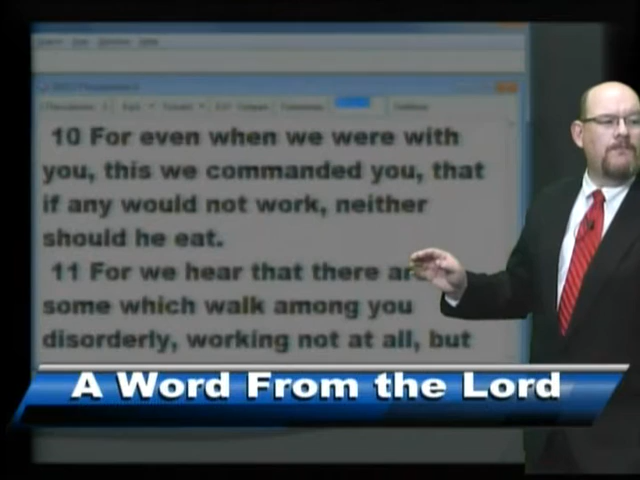 10 For even when we were with
you, this we commanded you, that
if any would not work, neither
should he eat.
11 For we hear that there
some which walk among you
disorderly, working not at all, but
A Word From the Lord